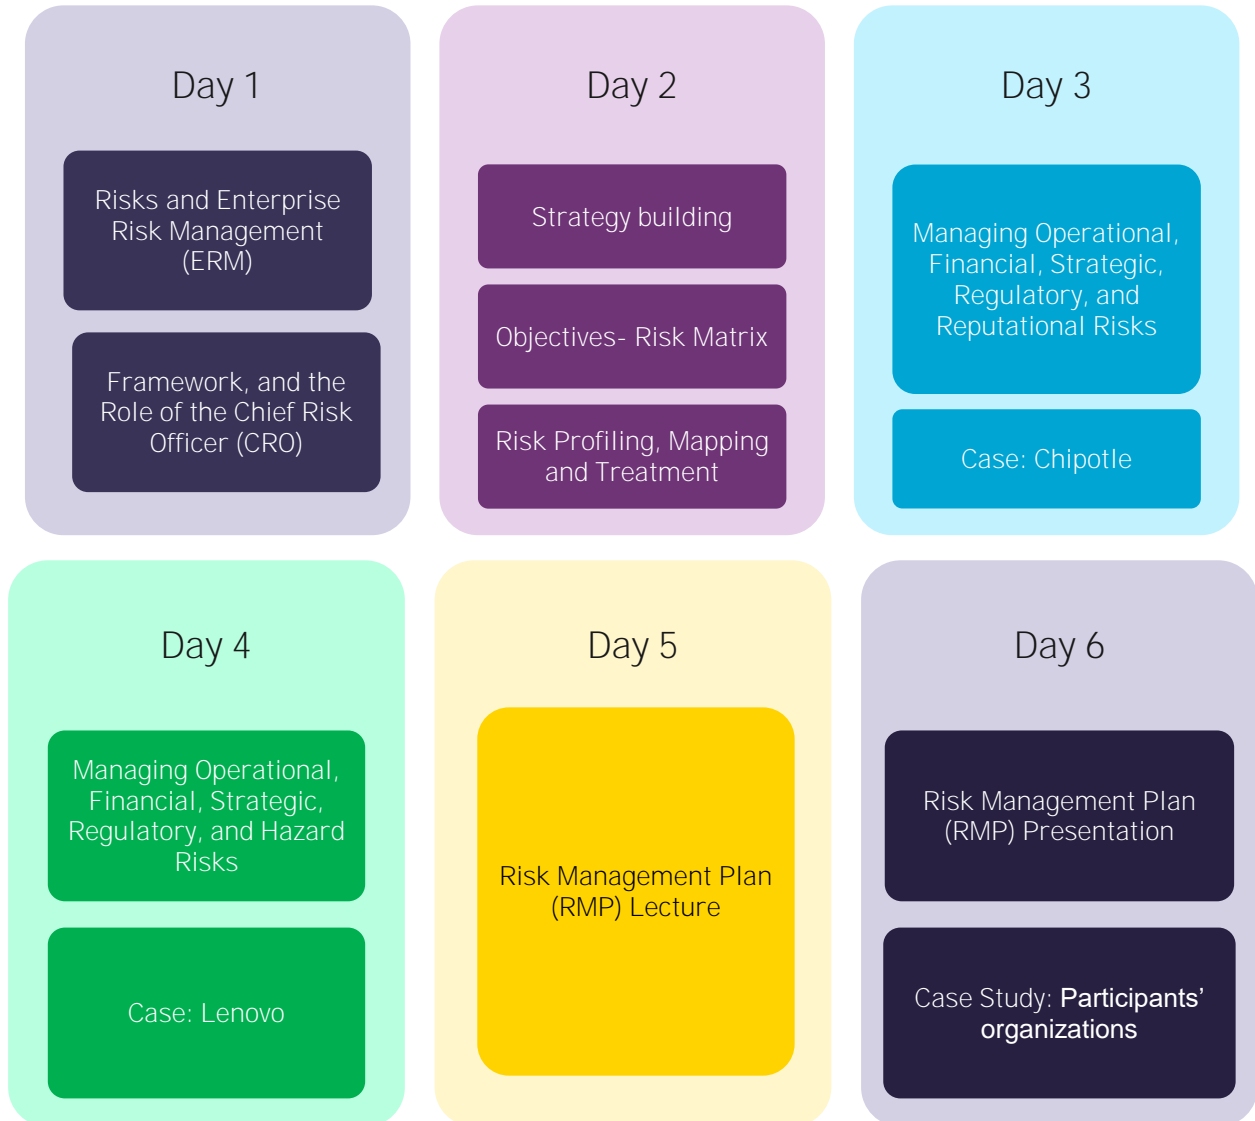 Day 1
Risks and Enterprise
Risk Management
(ERM)
Framework, and the
Role of the Chief Risk
Officer (CRO)
Day 2
Strategy building
Objectives- Risk Matrix
Risk Profiling, Mapping
and Treatment
Day 3
Managing Operational,
Financial, Strategic,
Regulatory, and
Reputational Risks
Case: Chipotle
Day 4
Managing Operational,
Financial, Strategic,
Regulatory, and Hazard
Risks
Case: Lenovo
Day 5
Risk Management Plan
(RMP) Lecture
Day 6
Risk Management Plan
(RMP) Presentation
Case Study: Participants’
organizations